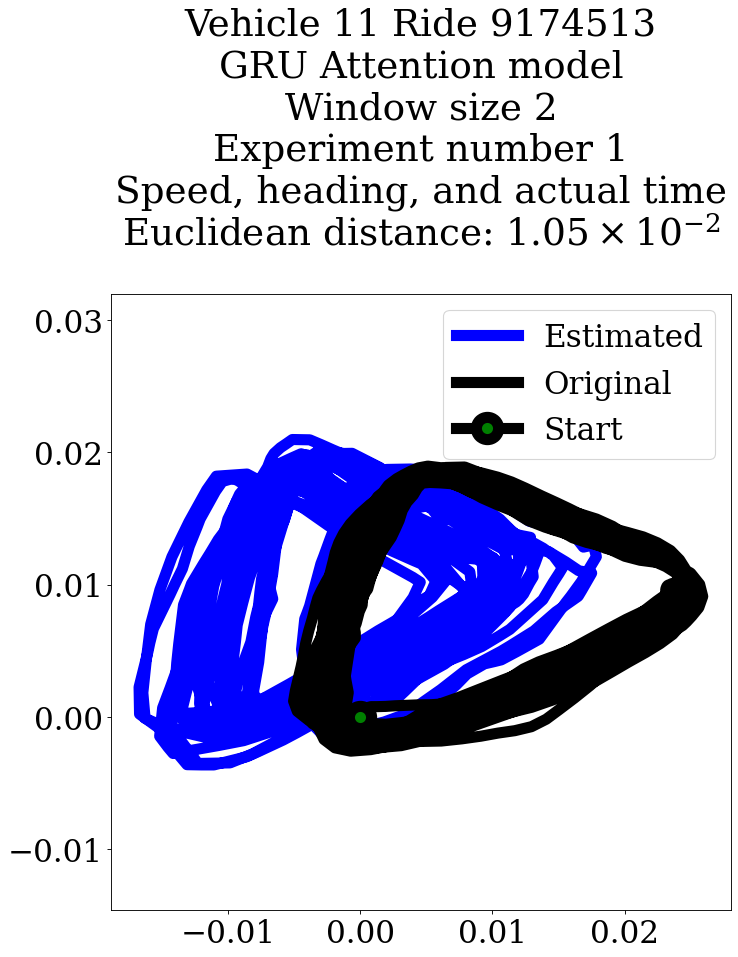 Vehicle 11 Ride 9174513
GRU Attention model
Window size 2
Experiment number 1
Speed, heading, and actual time
Euclidean distance: 1.05 × 10⁻²
Estimated
Original
Start
0.03
0.02
0.01
0.00
−0.01
−0.01 0.00 0.01 0.02